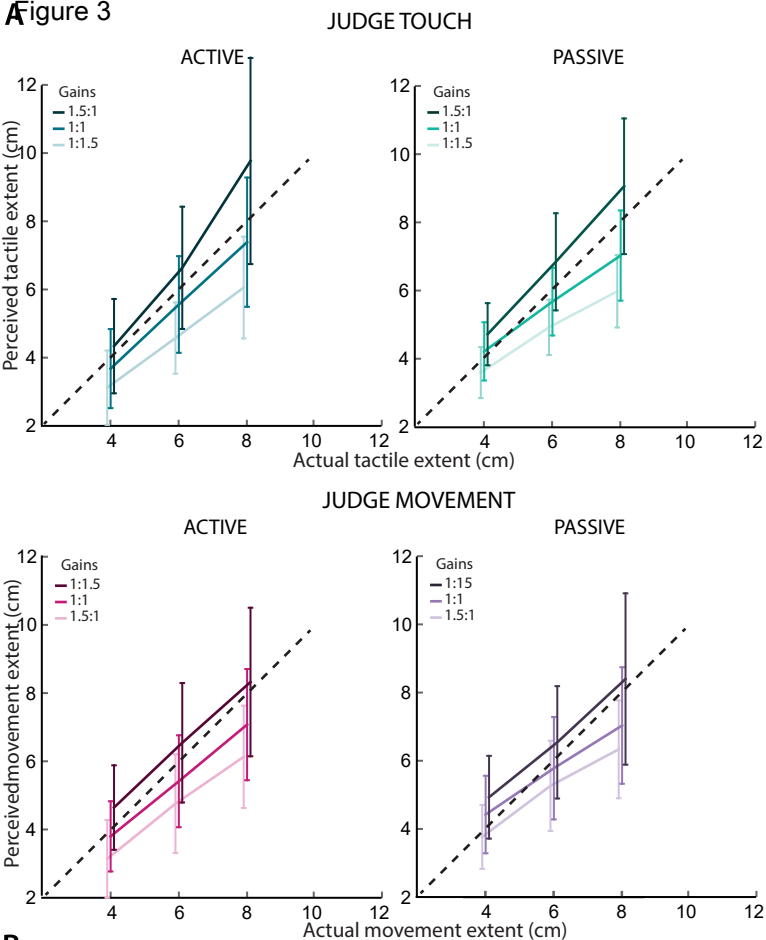 A Figure 3
JUDGE TOUCH
ACTIVE
PASSIVE
Gains
1.5:1
1:1
1:1.5
Gains
1.5:1
1:1
1:1.5
Perceived tactile extent (cm)
12
10
8
6
4
2
4 6 8 10 12
12
10
8
6
4
2
4 6 8 10 12
Actual tactile extent (cm)
JUDGE MOVEMENT
ACTIVE
PASSIVE
Gains
1:1.5
1:1
1.5:1
Gains
1:15
1:1
1.5:1
Perceivedmovement extent (cm)
12
10
8
6
4
2
4 6 8 10 12
12
10
8
6
4
2
4 6 8 10 12
Actual movement extent (cm)